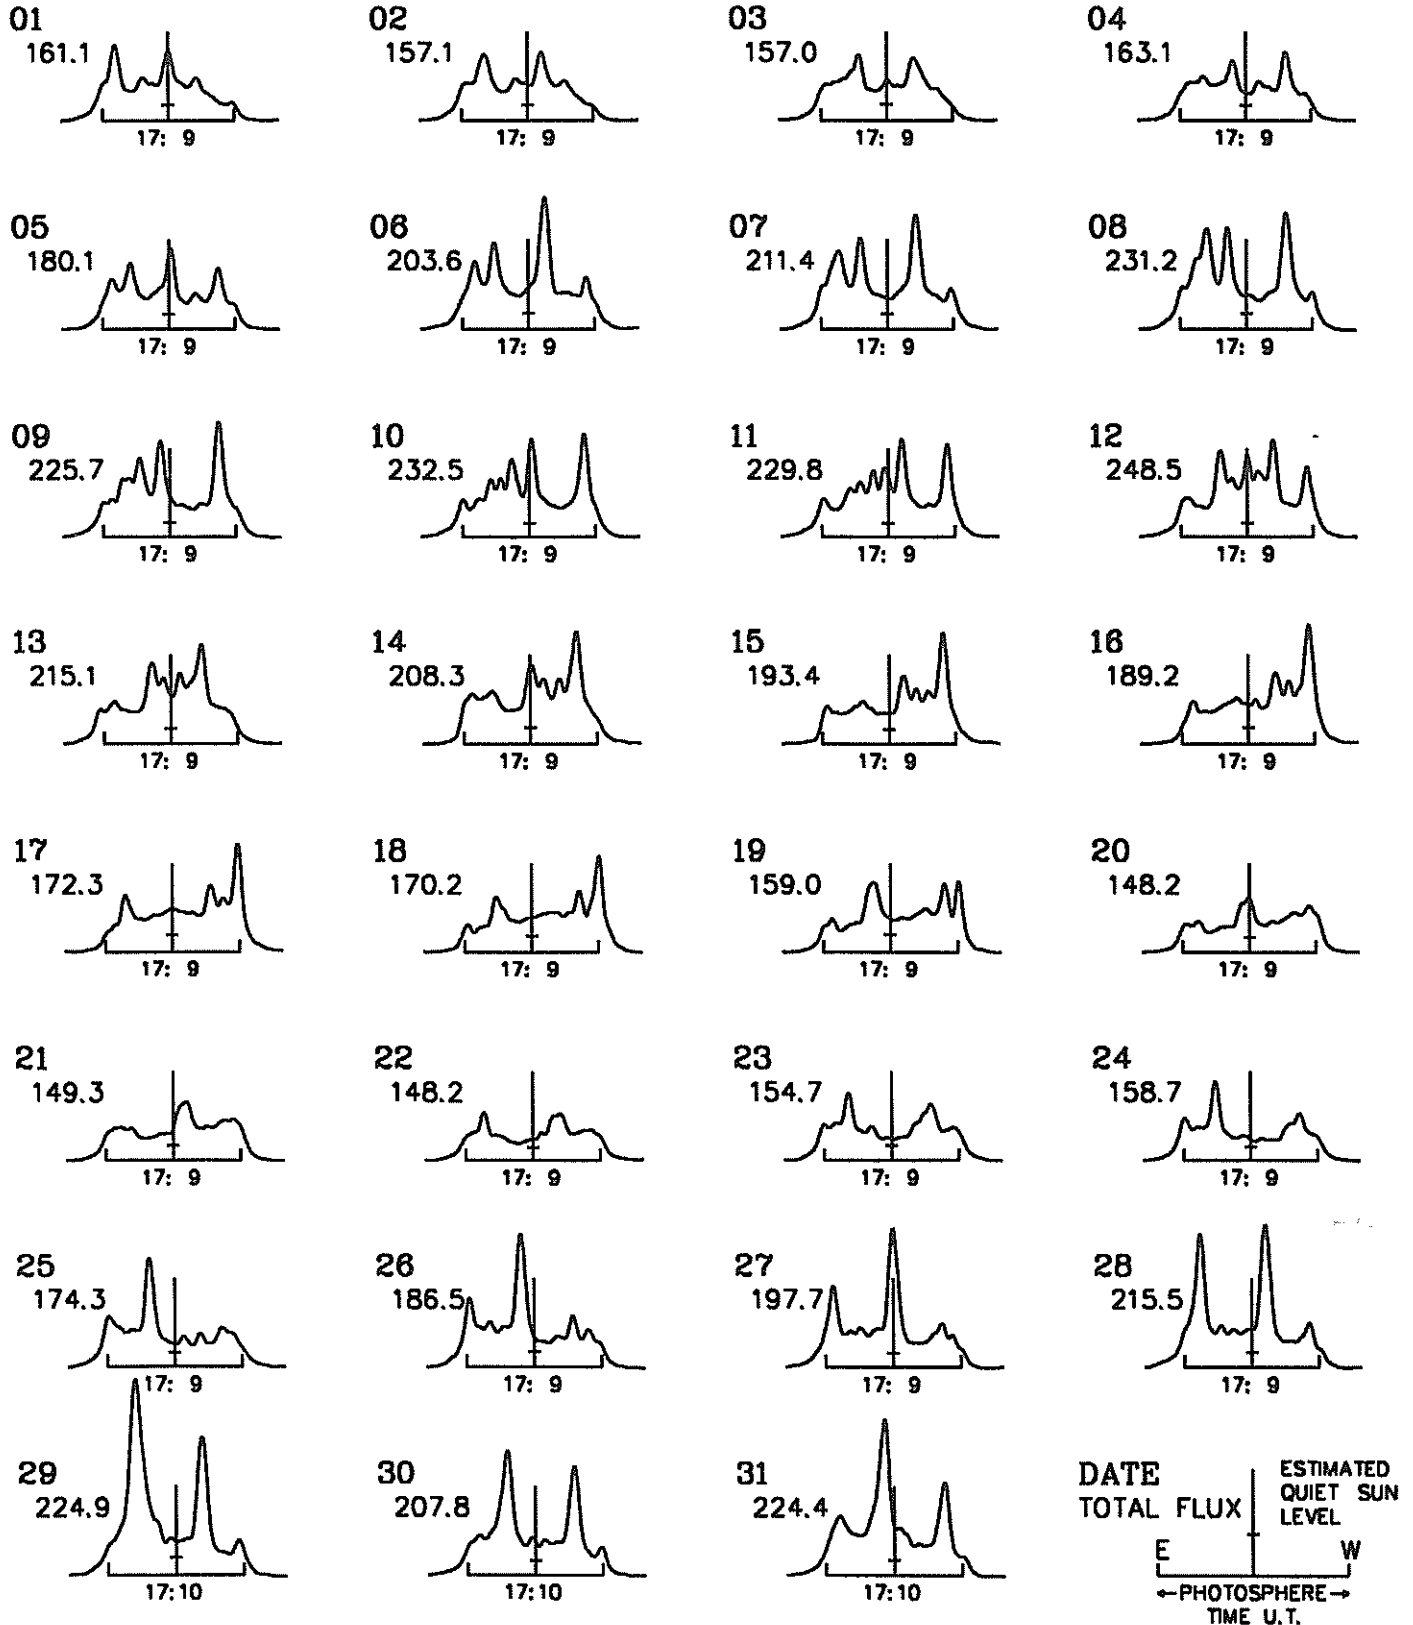 01 02 03 04
161.1 157.1 157.0 163.1
17: 9 17: 9 17: 9 17: 9
05 06 07 08
180.1 203.6 211.4 231.2
17: 9 17: 9 17: 9 17: 9
09 10 11 12
225.7 232.5 229.8 248.5
17: 9 17: 9 17: 9 17: 9
13 14 15 16
215.1 208.3 193.4 189.2
17: 9 17: 9 17: 9 17: 9
17 18 19 20
172.3 170.2 159.0 148.2
17: 9 17: 9 17: 9 17: 9
21 22 23 24
149.3 148.2 154.7 158.7
17: 9 17: 9 17: 9 17: 9
25 26 27 28
174.3 186.5 197.7 215.5
17: 9 17: 9 17: 9 17: 9
29 30 31
224.9 207.8 224.4
17:10 17:10 17:10
DATE
TOTAL FLUX
ESTIMATED
QUIET SUN
LEVEL
E W
←PHOTOSPHERE→
TIME U.T.